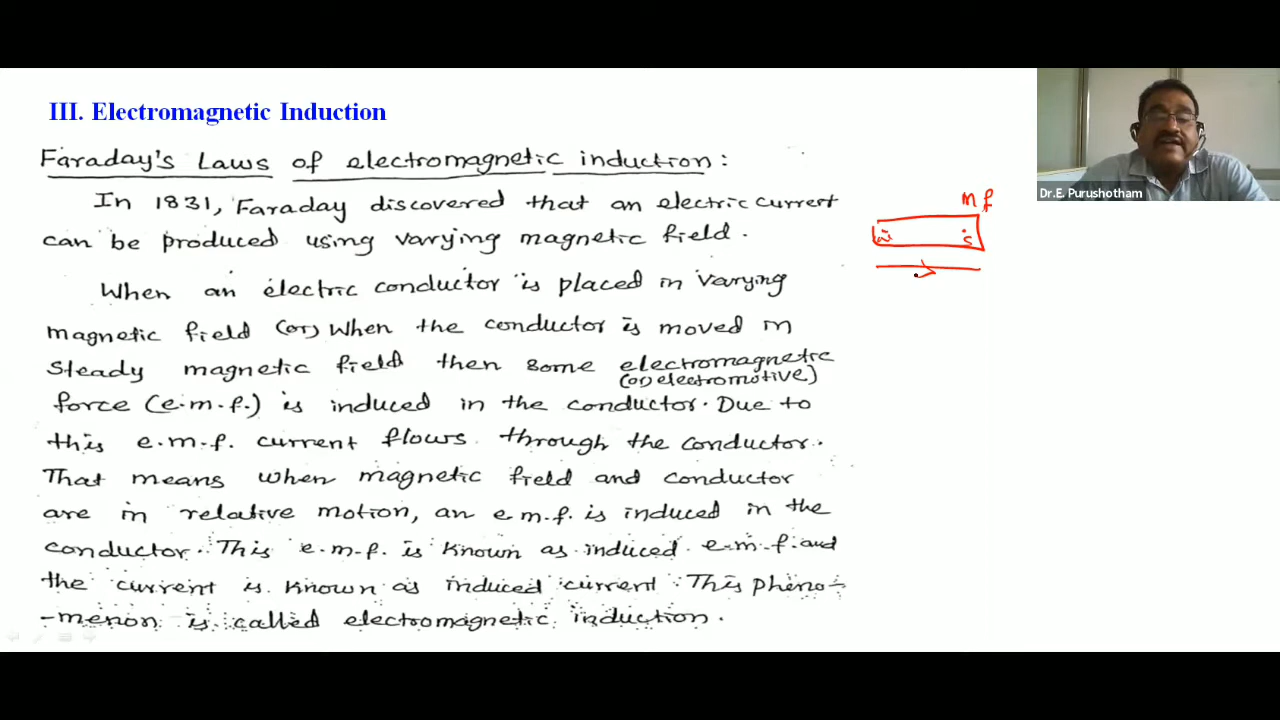 III. Electromagnetic Induction
Faraday's Laws of electromagnetic induction:
In 1831, Faraday discovered that an electric current
can be produced using varying magnetic field.
When an electric conductor is placed in varying
magnetic field (or) When the conductor is moved in
steady magnetic field then some electromagnetic
(or) electromotive)
force (e.m.f.) is induced in the conductor. Due to
this e.m.f. current flows through the conductor.
That means when magnetic field and conductor
are in relative motion, an e.m.f. is induced in the
conductor. This e.m.f. is known as induced e.m.f. and
the current is known as induced current. This pheno-
-menon is called electromagnetic induction.
m f
Dr.E. Purushotham